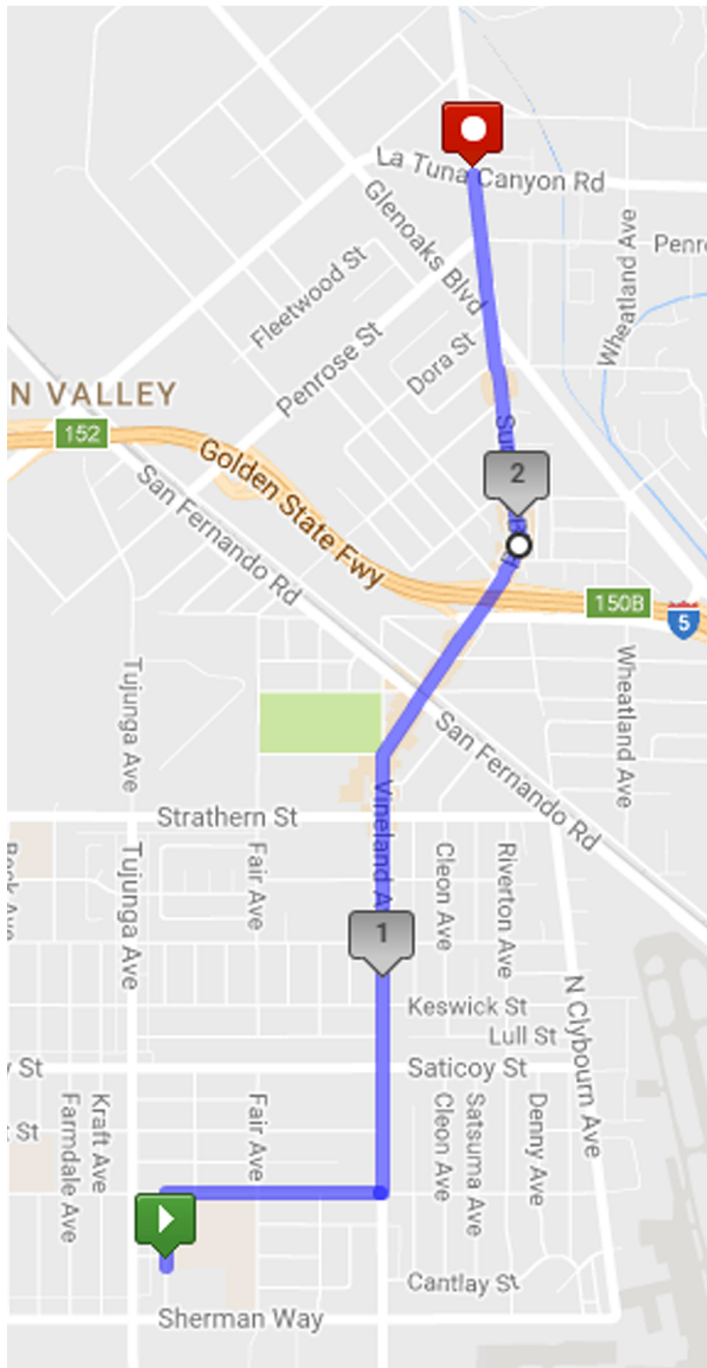 La Tuna Canyon Rd
Glenoaks Blvd
Wheatland Ave
Penr
Fleetwood St
Penrose St
Dora St
N VALLEY
152
Golden State Fwy
San Fernando Rd
2
150B
5
Tujunga Ave
Wheatland Ave
San Fernando Rd
Vineland A
Strathern St
Tujunga Ave
Fair Ave
Cleon Ave
Riverton Ave
1
Keswick St
Lull St
N Clybourn Ave
y St
Saticoy St
St
Kraft Ave
Farmdale Ave
Fair Ave
Cleon Ave
Satsuma Ave
Denny Ave
Cantlay St
Sherman Way